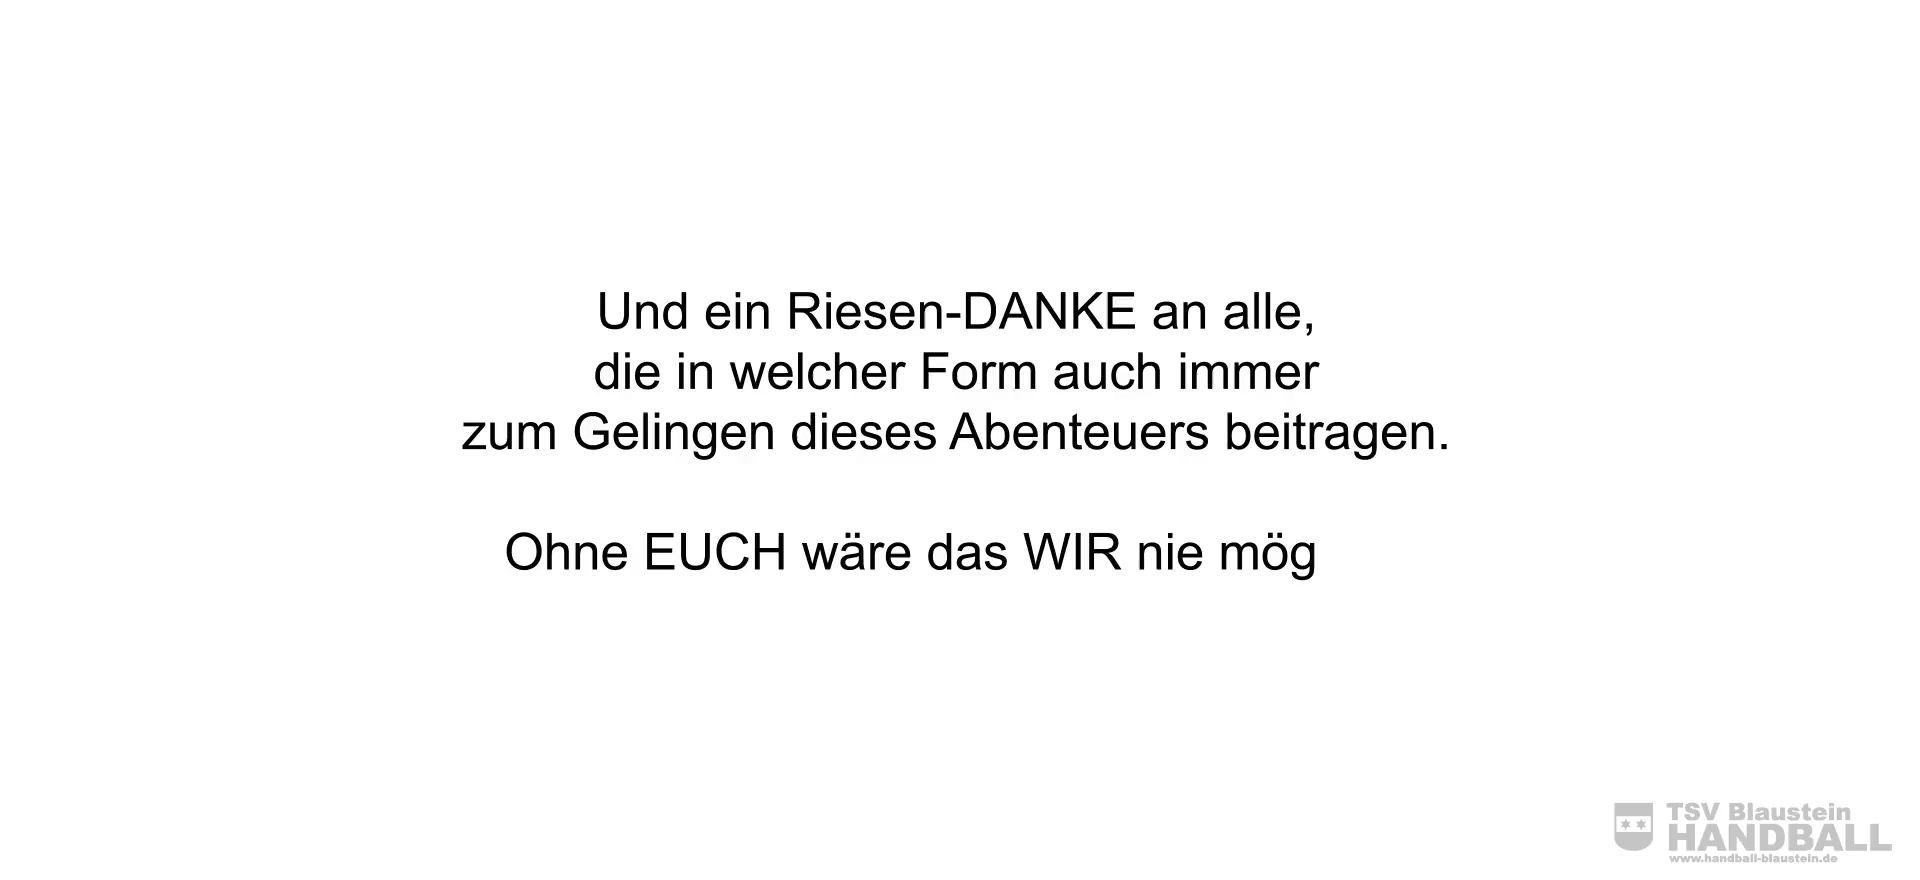 Und ein Riesen-DANKE an alle,
die in welcher Form auch immer
zum Gelingen dieses Abenteuers beitragen.
Ohne EUCH wäre das WIR nie mög
TSV Blaustein
HANDBALL
www.handball-blaustein.de